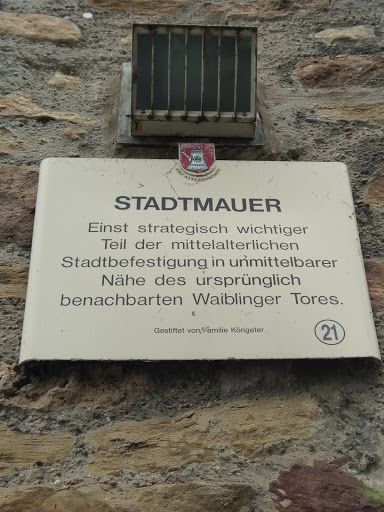 STADTMAUER
Einst strategisch wichtiger
Teil der mittelalterlichen
Stadtbefestigung in unmittelbarer
Nähe des ursprünglich
benachbarten Waiblinger Tores.
Gestiftet von/Familie Köngeter
21